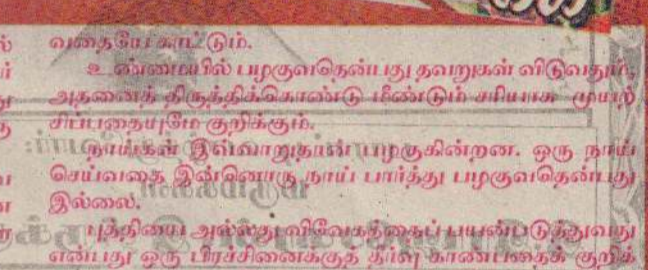 வதையே காட்டும்.
உண்மையில் பழகுவதென்பது தவறுகள் விடுவதும்,
அதனைத் திருத்திக்கொண்டு மீண்டும் சரியாக முயற்
சிப்பதையுமே குறிக்கும்.
நாய்கள் இவ்வாறுதான் பழகுகின்றன. ஒரு நாய்
செய்வதை இன்னொரு நாய் பார்த்து பழகுவதென்பது
இல்லை.
புத்தியை அல்லது விவேகத்தைப் பயன்படுத்துவது
என்பது ஒரு பிரச்சினைக்குத் தீர்வு காண்பதைக் குறிக்